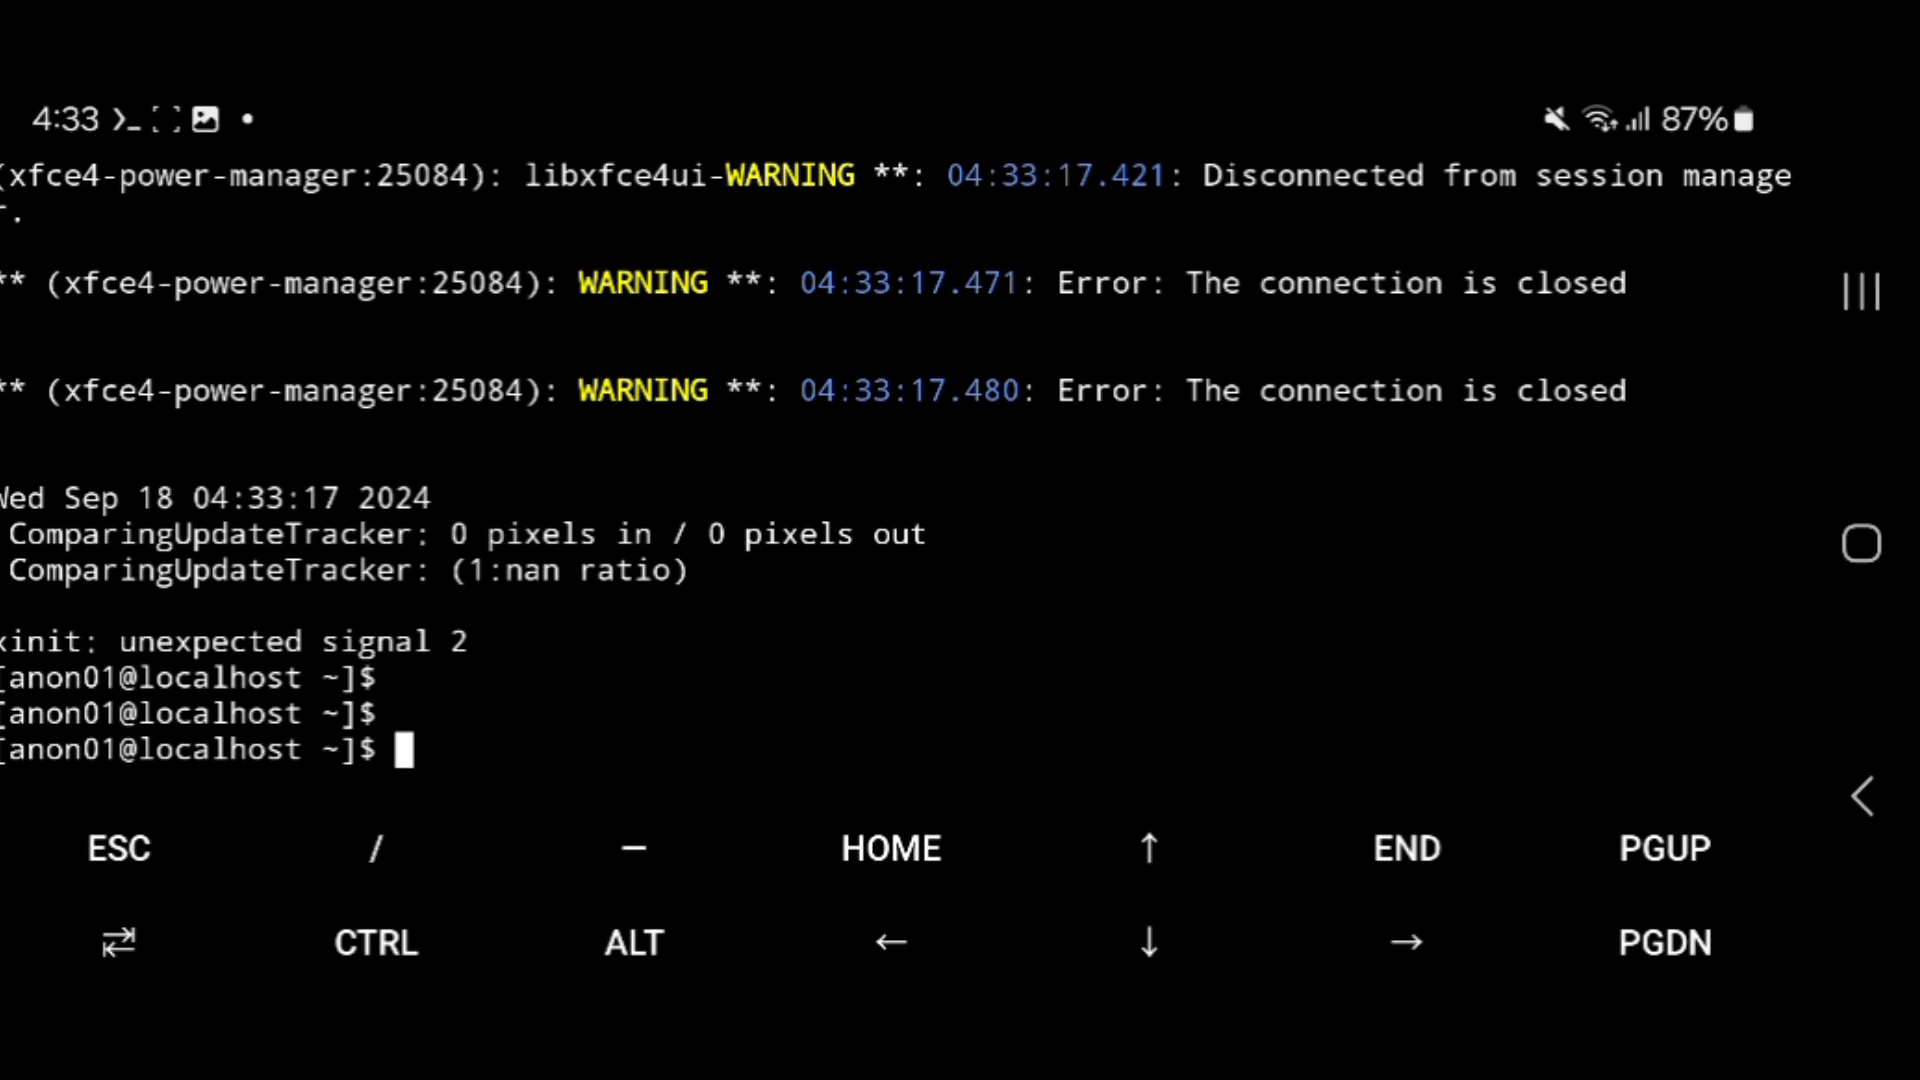 4:33 87%
(xfce4-power-manager:25084): libxfce4ui-WARNING **: 04:33:17.421: Disconnected from session manage
r.
** (xfce4-power-manager:25084): WARNING **: 04:33:17.471: Error: The connection is closed
** (xfce4-power-manager:25084): WARNING **: 04:33:17.480: Error: The connection is closed
Wed Sep 18 04:33:17 2024
ComparingUpdateTracker: 0 pixels in / 0 pixels out
ComparingUpdateTracker: (1:nan ratio)
xinit: unexpected signal 2
[anon01@localhost ~]$
[anon01@localhost ~]$
[anon01@localhost ~]$
ESC / — HOME ↑ END PGUP
⇄ CTRL ALT ← ↓ → PGDN